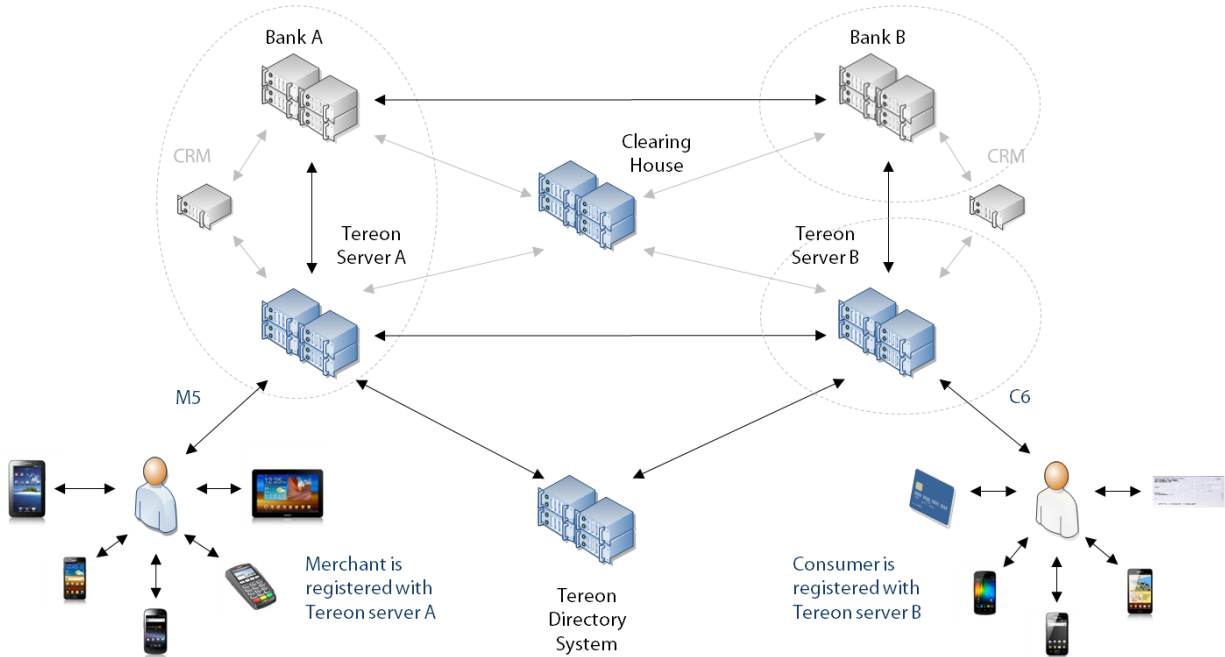 Bank A
Bank B
Clearing
House
CRM
CRM
Tereon
Server A
Tereon
Server B
M5
C6
Merchant is
registered with
Tereon server A
Consumer is
registered with
Tereon server B
Tereon
Directory
System